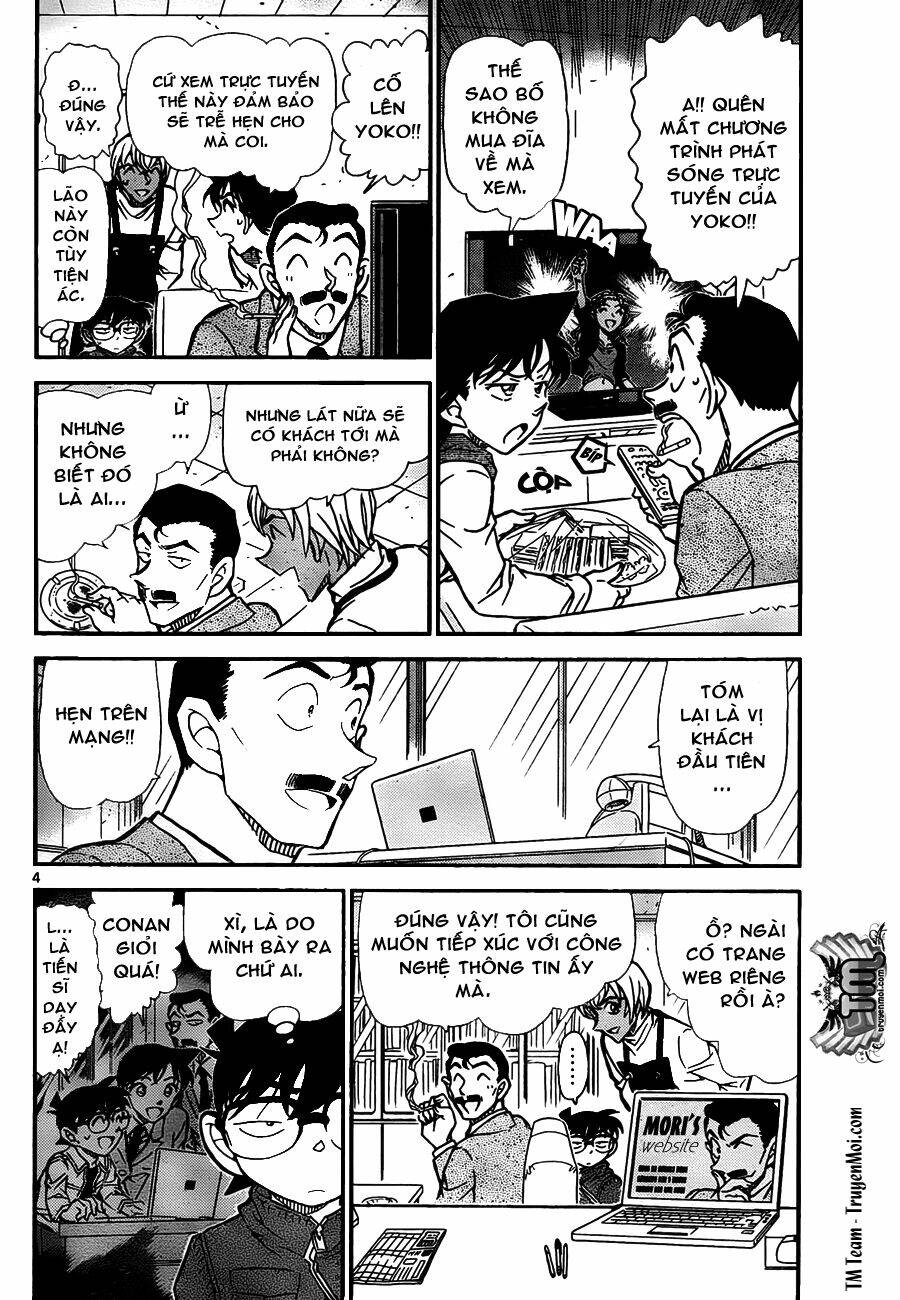 A!! QUÊN
MẤT CHƯƠNG
TRÌNH PHÁT
SÓNG TRỰC
TUYẾN CỦA
YOKO!!
THẾ
SAO BỐ
KHÔNG
MUA ĐĨA
VỀ MÀ
XEM.
WAA
BÍP
CỘP
CỐ
LÊN
YOKO!!
CỨ XEM TRỰC TUYẾN
THẾ NÀY ĐẢM BẢO
SẼ TRỄ HẸN CHO
MÀ COI.
Đ...
ĐÚNG
VẬY.
LÃO
NÀY
CÒN
TÙY
TIỆN
ÁC.
NHƯNG LÁT NỮA SẼ
CÓ KHÁCH TỚI MÀ
PHẢI KHÔNG?
Ừ
...
NHƯNG
KHÔNG
BIẾT ĐÓ
LÀ AI...
TÓM
LẠI LÀ VỊ
KHÁCH
ĐẦU TIÊN
...
HẸN TRÊN
MẠNG!!
4
Ồ? NGÀI
CÓ TRANG
WEB RIÊNG
RỒI À?
ĐÚNG VẬY! TÔI CŨNG
MUỐN TIẾP XÚC VỚI CÔNG
NGHỆ THÔNG TIN ẤY
MÀ.
......
MORI'S
website
XÌ, LÀ DO
MÌNH BÀY RA
CHỨ AI.
CONAN
GIỎI
QUÁ!
L...
LÀ
TIẾN
SĨ
DẠY
ĐẤY
Ạ!
TM
truyenmoi.com
TM Team - TruyenMoi.com